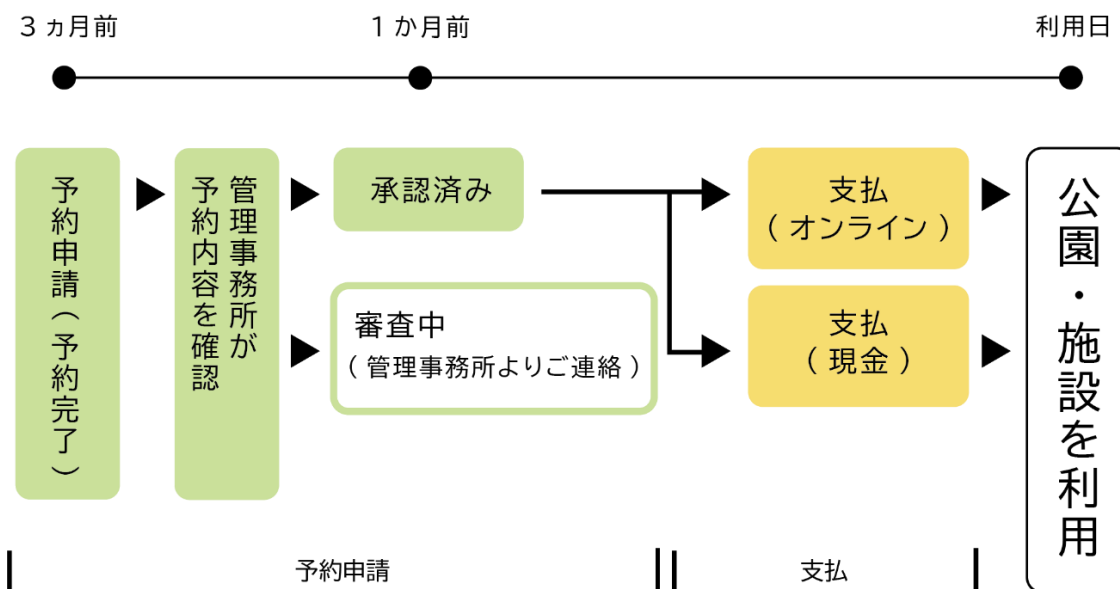 3ヵ月前
1か月前
利用日
予約申請(予約完了)
管理事務所が
予約内容を確認
承認済み
審査中
(管理事務所よりご連絡)
支払
(オンライン)
支払
(現金)
公園・施設を利用
予約申請
支払